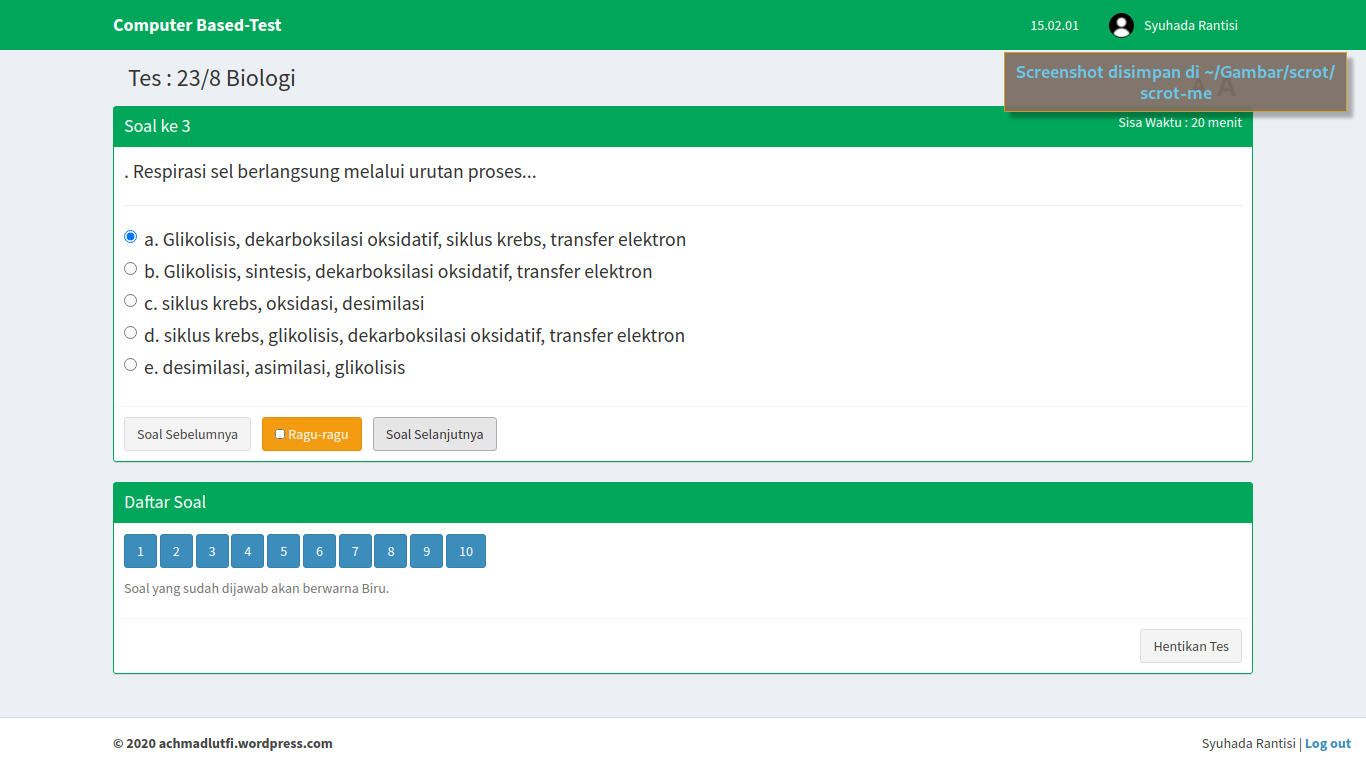 Computer Based-Test
15.02.01
Syuhada Rantisi
Tes : 23/8 Biologi
Screenshot disimpan di ~/Gambar/scrot/
scrot-me
A
Soal ke 3
Sisa Waktu : 20 menit
. Respirasi sel berlangsung melalui urutan proses...
a. Glikolisis, dekarboksilasi oksidatif, siklus krebs, transfer elektron
b. Glikolisis, sintesis, dekarboksilasi oksidatif, transfer elektron
c. siklus krebs, oksidasi, desimilasi
d. siklus krebs, glikolisis, dekarboksilasi oksidatif, transfer elektron
e. desimilasi, asimilasi, glikolisis
Soal Sebelumnya
Ragu-ragu
Soal Selanjutnya
Daftar Soal
1 2 3 4 5 6 7 8 9 10
Soal yang sudah dijawab akan berwarna Biru.
Hentikan Tes
© 2020 achmadlutfi.wordpress.com
Syuhada Rantisi | Log out